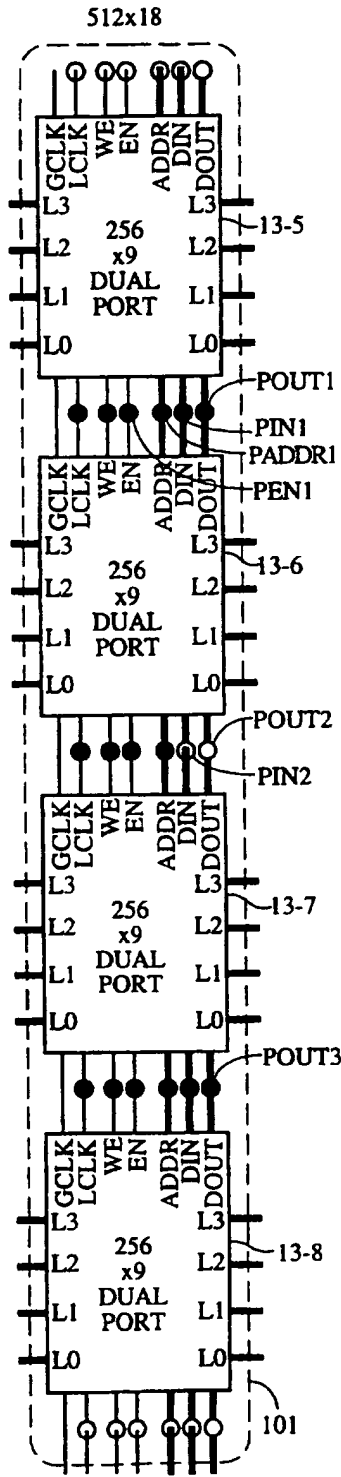 512x18
GCLK LCLK WE EN ADDR DIN DOUT
L3 L3 13-5
256
x9
DUAL
PORT
L2 L2
L1 L1
L0 L0
POUT1
PIN1
PADDR1
PEN1
GCLK LCLK WE EN ADDR DIN DOUT
L3 L3 13-6
256
x9
DUAL
PORT
L2 L2
L1 L1
L0 L0
POUT2
PIN2
GCLK LCLK WE EN ADDR DIN DOUT
L3 L3 13-7
256
x9
DUAL
PORT
L2 L2
L1 L1
L0 L0
POUT3
GCLK LCLK WE EN ADDR DIN DOUT
L3 L3 13-8
256
x9
DUAL
PORT
L2 L2
L1 L1
L0 L0
101